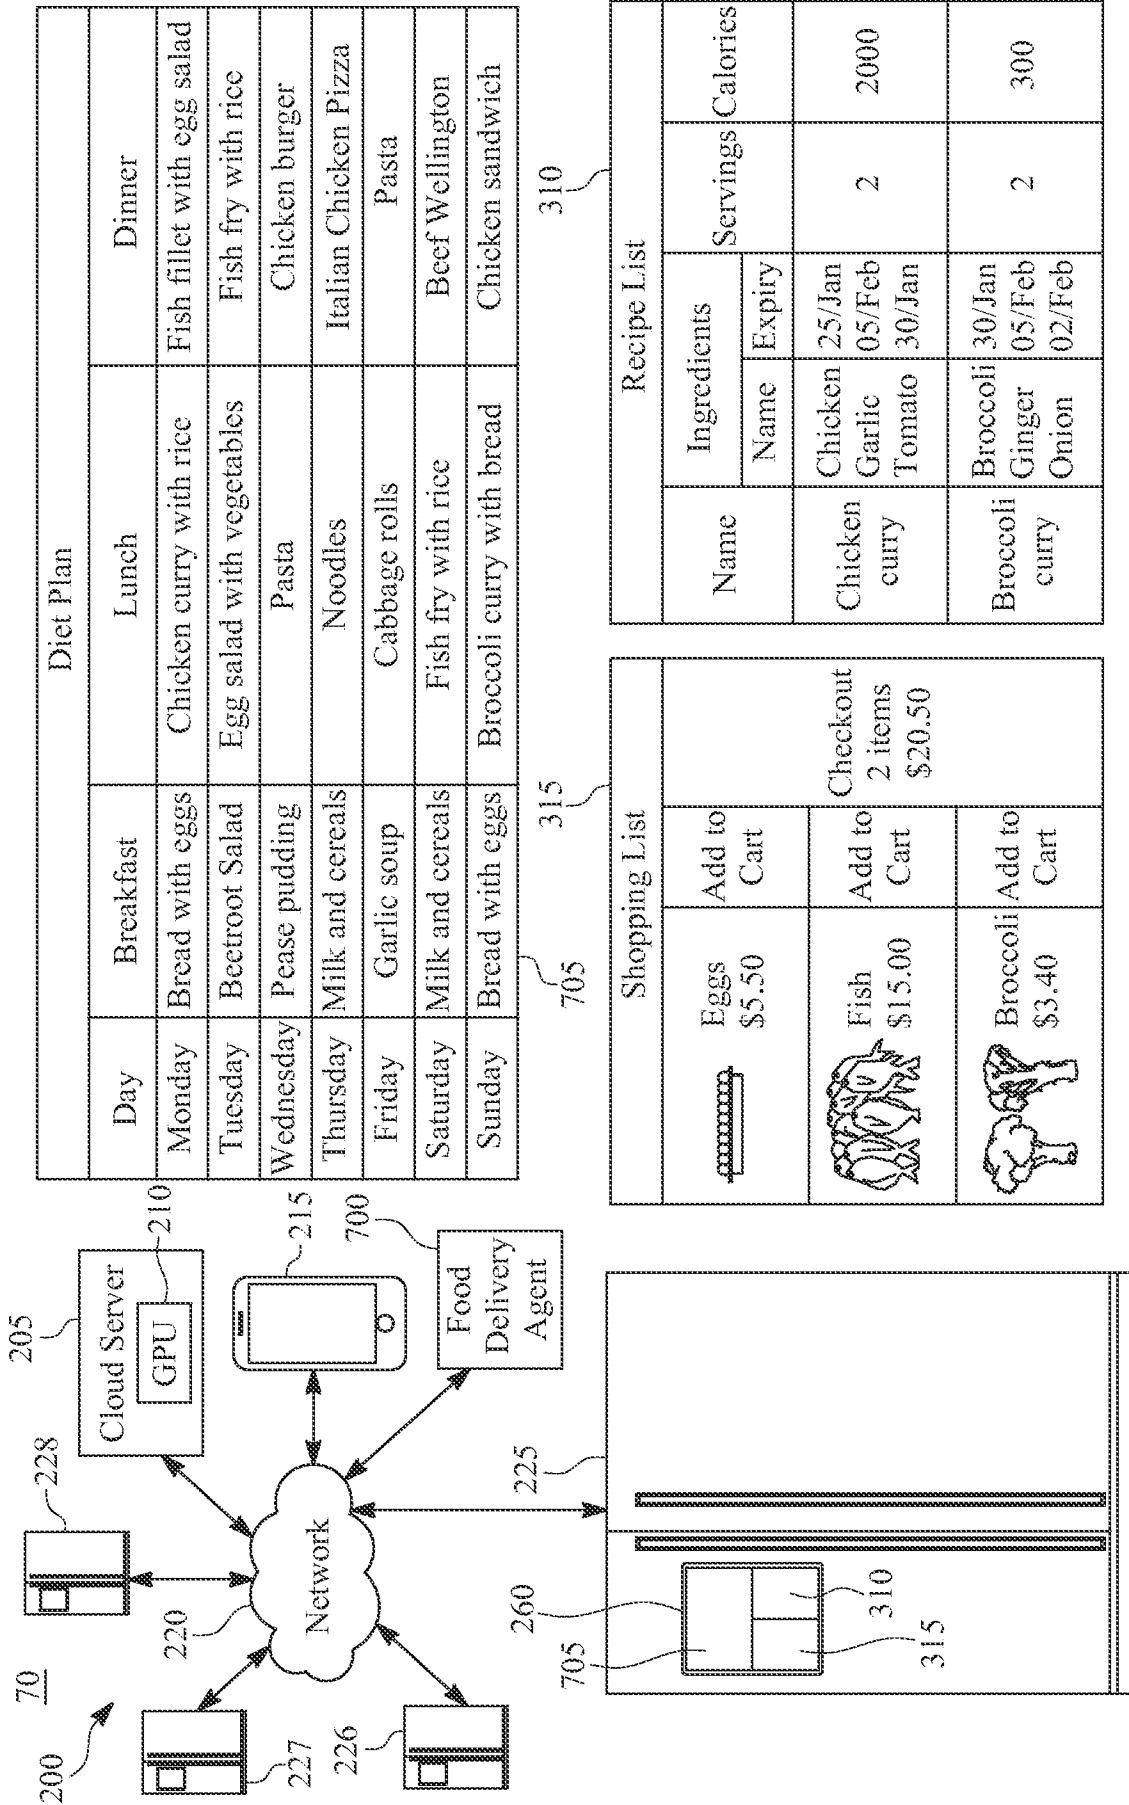 70
200
227
226
228
220
Network
205
Cloud Server
GPU
210
215
700
Food
Delivery
Agent
225
260
705
310
315
Diet Plan
Day Breakfast Lunch Dinner
Monday Bread with eggs Chicken curry with rice Fish fillet with egg salad
Tuesday Beetroot Salad Egg salad with vegetables Fish fry with rice
Wednesday Pease pudding Pasta Chicken burger
Thursday Milk and cereals Noodles Italian Chicken Pizza
Friday Garlic soup Cabbage rolls Pasta
Saturday Milk and cereals Fish fry with rice Beef Wellington
Sunday Bread with eggs Broccoli curry with bread Chicken sandwich
705
315
Shopping List
Eggs
$5.50
Add to
Cart
Fish
$15.00
Add to
Cart
Broccoli
$3.40
Add to
Cart
Checkout
2 items
$20.50
310
Recipe List
Name Ingredients Servings Calories
Name Expiry
Chicken
curry
Chicken 25/Jan
Garlic 05/Feb
Tomato 30/Jan
2 2000
Broccoli
curry
Broccoli 30/Jan
Ginger 05/Feb
Onion 02/Feb
2 300